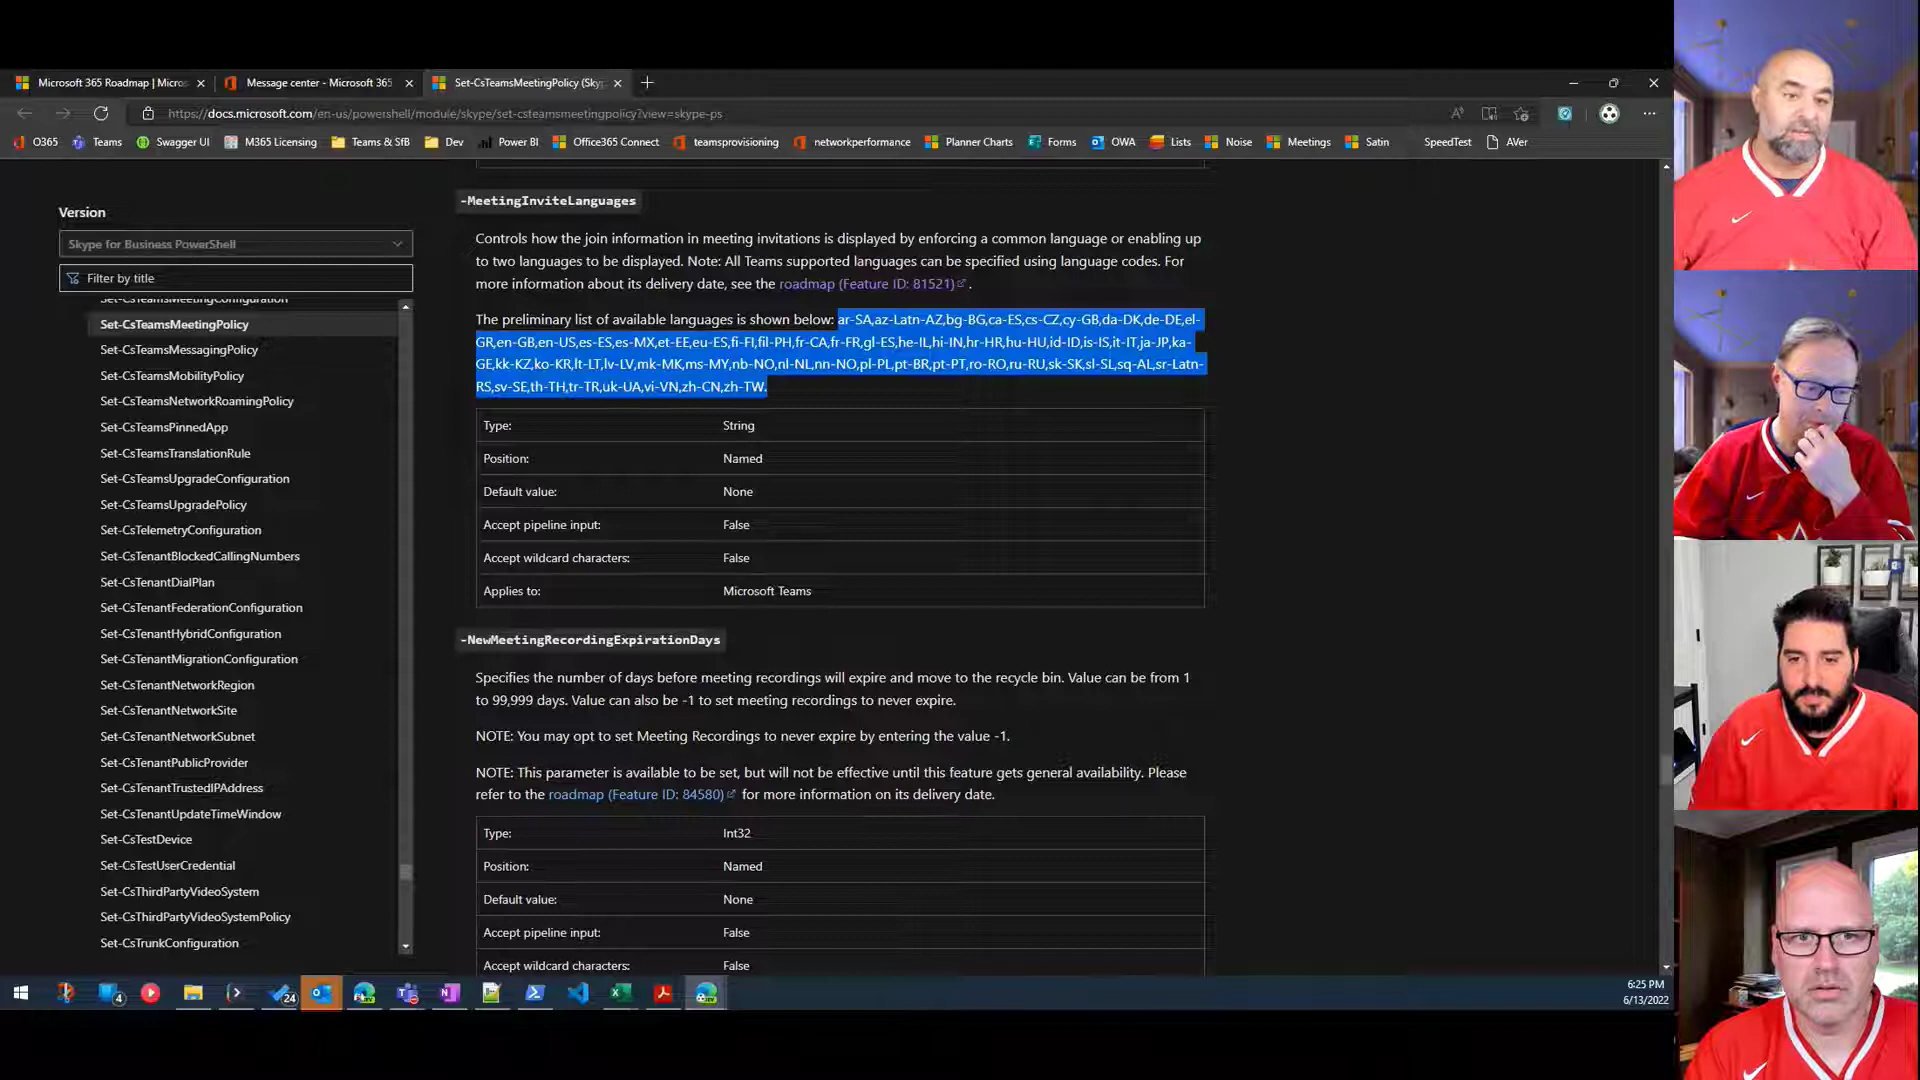 Microsoft 365 Roadmap | Micros
Message center - Microsoft 365
Set-CsTeamsMeetingPolicy (Sky
https://docs.microsoft.com/en-us/powershell/module/skype/set-csteamsmeetingpolicy?view=skype-ps
O365
Teams
Swagger UI
M365 Licensing
Teams & SfB
Dev
Power BI
Office365 Connect
teamsprovisioning
networkperformance
Planner Charts
Forms
OWA
Lists
Noise
Meetings
Satin
SpeedTest
AVer
Version
Skype for Business PowerShell
Filter by title
Set-CsTeamsMeetingConfiguration
Set-CsTeamsMeetingPolicy
Set-CsTeamsMessagingPolicy
Set-CsTeamsMobilityPolicy
Set-CsTeamsNetworkRoamingPolicy
Set-CsTeamsPinnedApp
Set-CsTeamsTranslationRule
Set-CsTeamsUpgradeConfiguration
Set-CsTeamsUpgradePolicy
Set-CsTelemetryConfiguration
Set-CsTenantBlockedCallingNumbers
Set-CsTenantDialPlan
Set-CsTenantFederationConfiguration
Set-CsTenantHybridConfiguration
Set-CsTenantMigrationConfiguration
Set-CsTenantNetworkRegion
Set-CsTenantNetworkSite
Set-CsTenantNetworkSubnet
Set-CsTenantPublicProvider
Set-CsTenantTrustedIPAddress
Set-CsTenantUpdateTimeWindow
Set-CsTestDevice
Set-CsTestUserCredential
Set-CsThirdPartyVideoSystem
Set-CsThirdPartyVideoSystemPolicy
Set-CsTrunkConfiguration
-MeetingInviteLanguages
Controls how the join information in meeting invitations is displayed by enforcing a common language or enabling up
to two languages to be displayed. Note: All Teams supported languages can be specified using language codes. For
more information about its delivery date, see the roadmap (Feature ID: 81521) .
The preliminary list of available languages is shown below: ar-SA,az-Latn-AZ,bg-BG,ca-ES,cs-CZ,cy-GB,da-DK,de-DE,el-
GR,en-GB,en-US,es-ES,es-MX,et-EE,eu-ES,fi-FI,fil-PH,fr-CA,fr-FR,gl-ES,he-IL,hi-IN,hr-HR,hu-HU,id-ID,is-IS,it-IT,ja-JP,ka-
GE,kk-KZ,ko-KR,lt-LT,lv-LV,mk-MK,ms-MY,nb-NO,nl-NL,nn-NO,pl-PL,pt-BR,pt-PT,ro-RO,ru-RU,sk-SK,sl-SL,sq-AL,sr-Latn-
RS,sv-SE,th-TH,tr-TR,uk-UA,vi-VN,zh-CN,zh-TW.
Type: String
Position: Named
Default value: None
Accept pipeline input: False
Accept wildcard characters: False
Applies to: Microsoft Teams
-NewMeetingRecordingExpirationDays
Specifies the number of days before meeting recordings will expire and move to the recycle bin. Value can be from 1
to 99,999 days. Value can also be -1 to set meeting recordings to never expire.
NOTE: You may opt to set Meeting Recordings to never expire by entering the value -1.
NOTE: This parameter is available to be set, but will not be effective until this feature gets general availability. Please
refer to the roadmap (Feature ID: 84580) for more information on its delivery date.
Type: Int32
Position: Named
Default value: None
Accept pipeline input: False
Accept wildcard characters: False
4
24
6:25 PM
6/13/2022